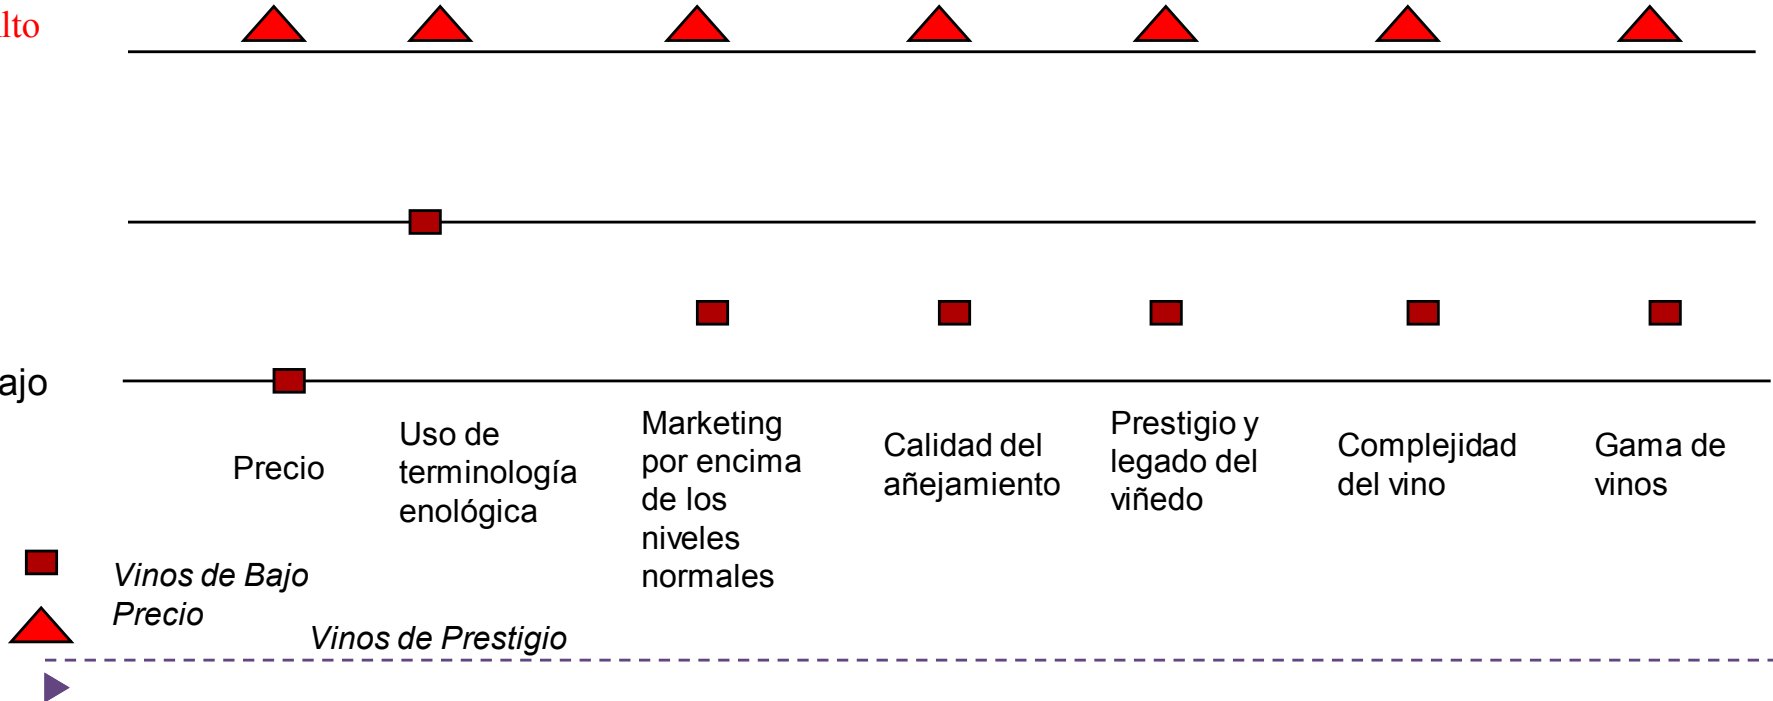 lto
ajo
Precio
Uso de
terminología
enológica
Marketing
por encima
de los
niveles
normales
Calidad del
añejamiento
Prestigio y
legado del
viñedo
Complejidad
del vino
Gama de
vinos
Vinos de Bajo
Precio
Vinos de Prestigio